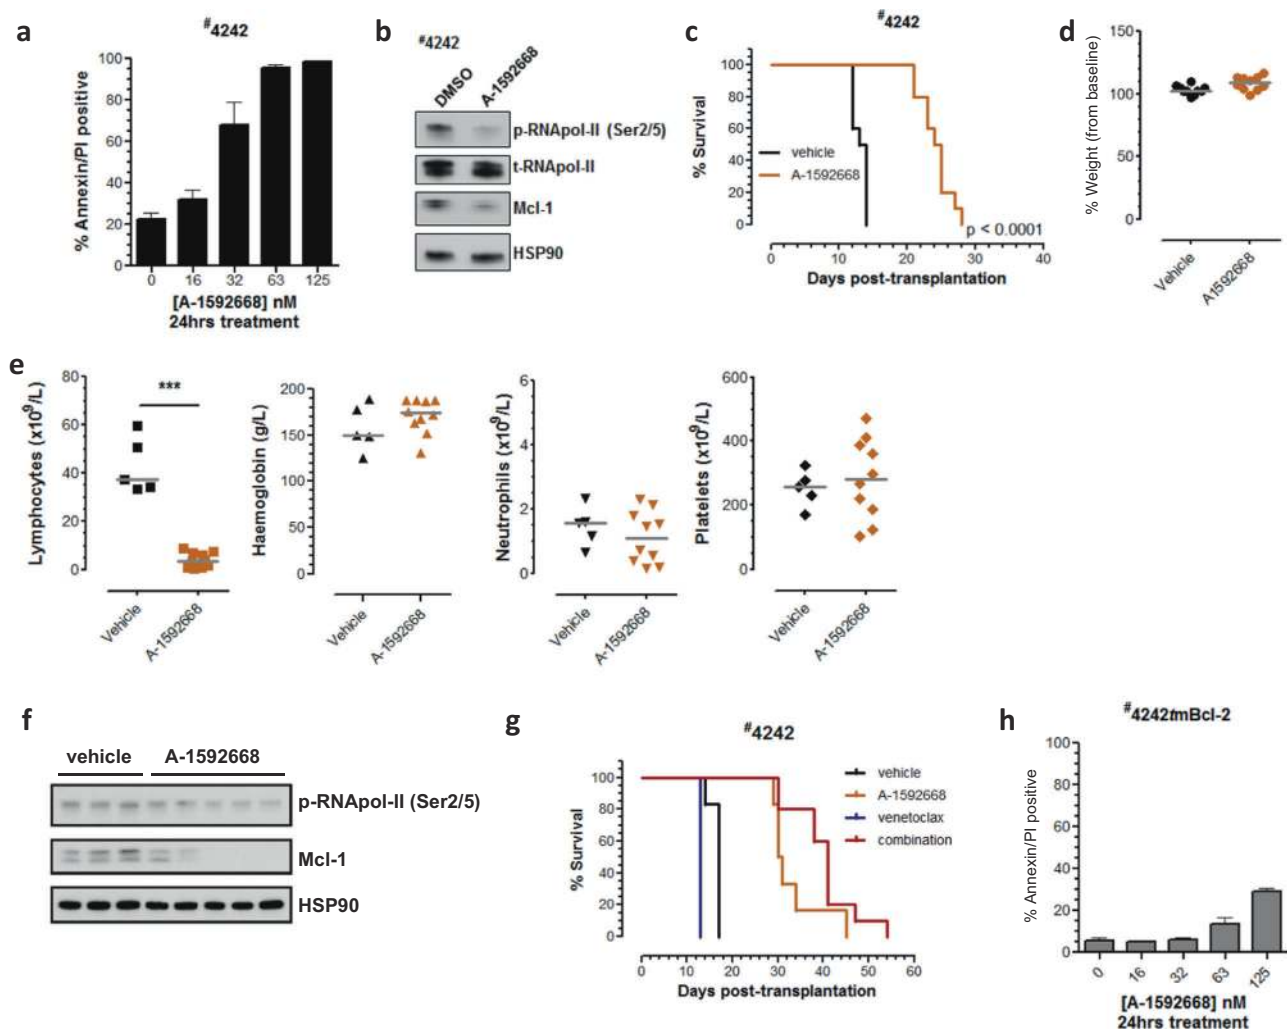 a
#4242
% Annexin/PI positive
100
80
60
40
20
0
0 16 32 63 125
[A-1592668] nM
24hrs treatment
b
#4242
DMSO
A-1592668
p-RNApol-II (Ser2/5)
t-RNApol-II
Mcl-1
HSP90
c
#4242
% Survival
100
80
60
40
20
0
vehicle
A-1592668
p < 0.0001
0 10 20 30 40
Days post-transplantation
d
% Weight (from baseline)
150
100
50
0
Vehicle
A1592668
e
Lymphocytes (x10⁹/L)
80
60
40
20
0
***
Vehicle
A-1592668
Haemoglobin (g/L)
200
150
100
50
0
Vehicle
A-1592668
Neutrophils (x10⁹/L)
6
4
2
0
Vehicle
A-1592668
Platelets (x10⁹/L)
600
400
200
0
Vehicle
A-1592668
f
vehicle A-1592668
p-RNApol-II (Ser2/5)
Mcl-1
HSP90
g
#4242
% Survival
100
80
60
40
20
0
vehicle
A-1592668
venetoclax
combination
0 10 20 30 40 50 60
Days post-transplantation
h
#4242tmBcl-2
% Annexin/PI positive
100
80
60
40
20
0
0 16 32 63 125
[A-1592668] nM
24hrs treatment